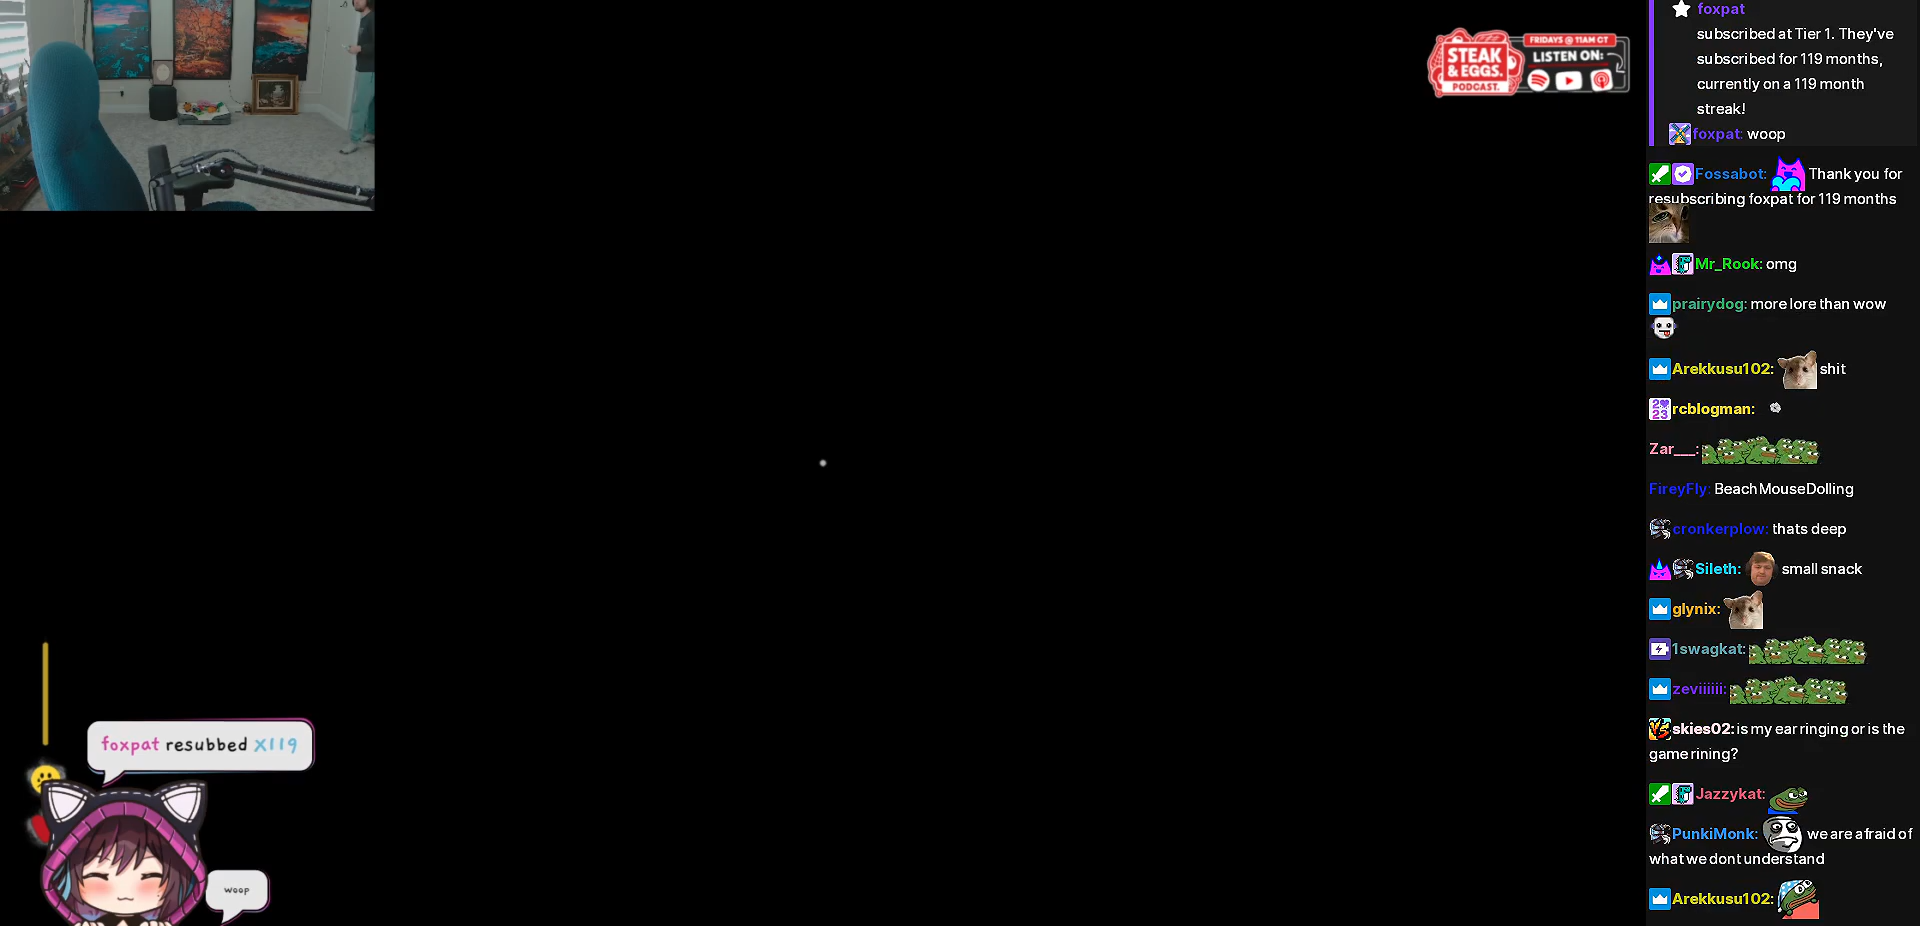 STEAK
& EGGS.
PODCAST.
FRIDAYS @ 11AM CT
LISTEN ON:
foxpat resubbed X119
woop
foxpat
subscribed at Tier 1. They've
subscribed for 119 months,
currently on a 119 month
streak!
foxpat: woop
Fossabot: Thank you for
resubscribing foxpat for 119 months
Mr_Rook: omg
prairydog: more lore than wow
Arekkusu102: shit
2 23
rcblogman:
Zar___:
FireyFly: BeachMouseDolling
cronkerplow: thats deep
Sileth: small snack
glynix:
1swagkat:
zeviiiiii:
skies02: is my ear ringing or is the
game rining?
Jazzykat:
PunkiMonk: we are afraid of
what we dont understand
Arekkusu102: